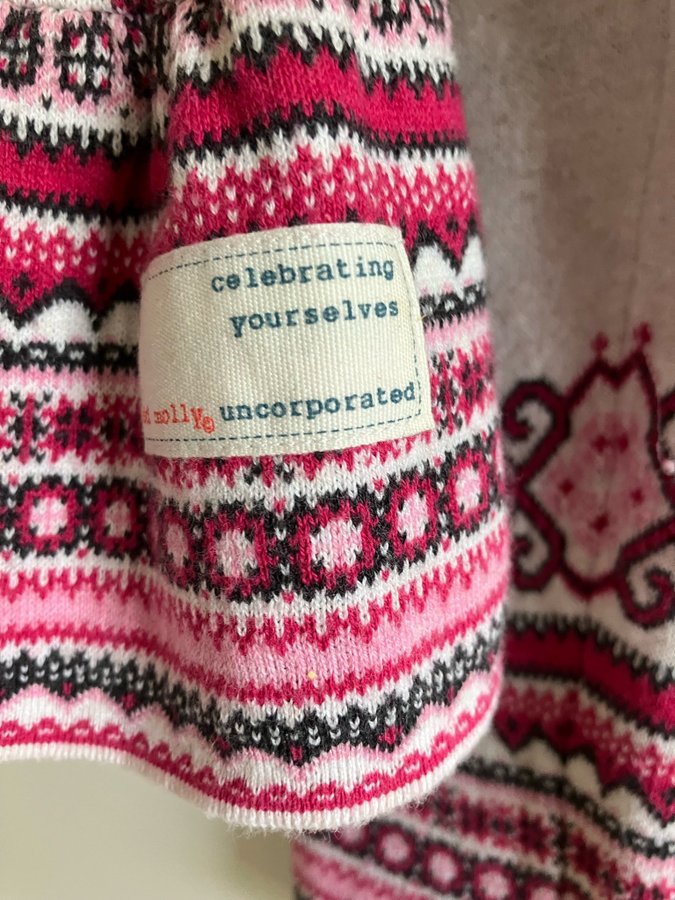 celebrating
yourselves
molly® uncorporated